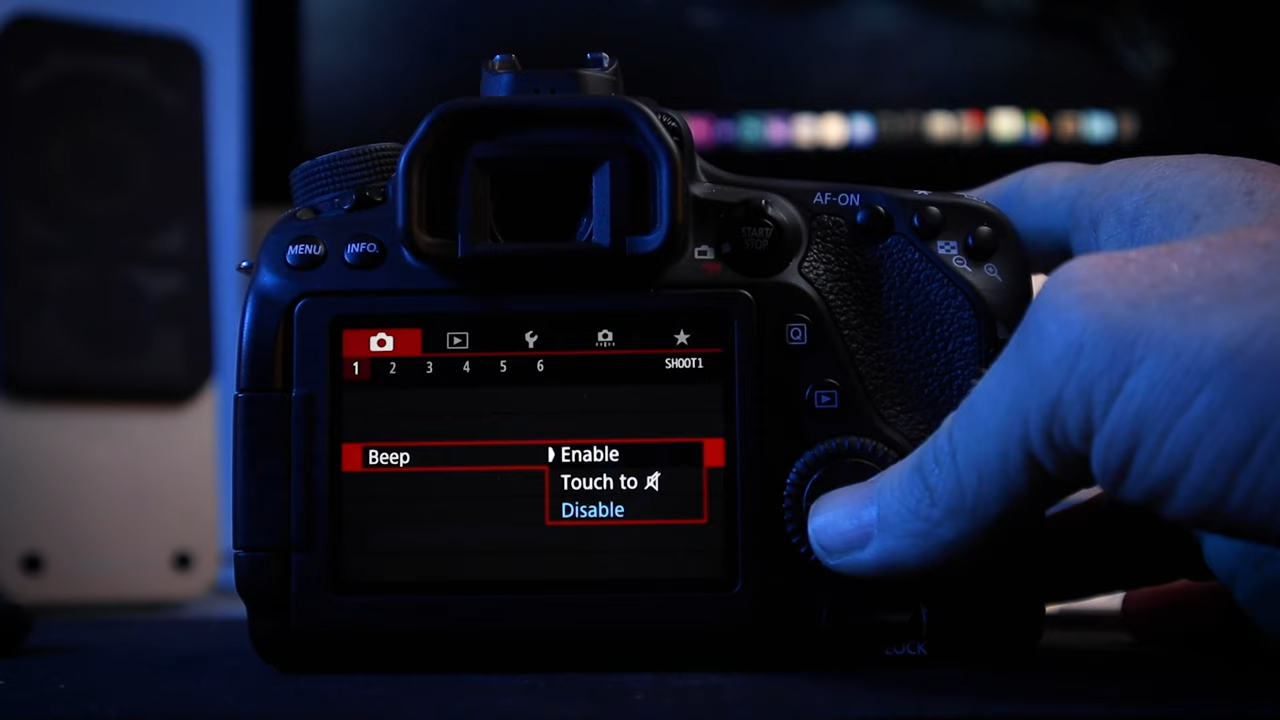 AF-ON
MENU
INFO.
START/
STOP
Q
1 2 3 4 5 6 SHOOT1
Beep
Enable
Touch to
Disable
LOCK